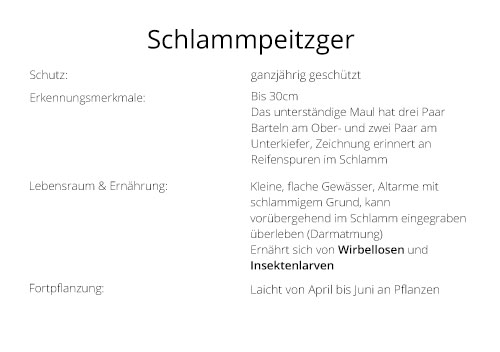 Schlammpeitzger
Schutz:
ganzjährig geschützt
Erkennungsmerkmale:
Bis 30cm
Das unterständige Maul hat drei Paar
Barteln am Ober- und zwei Paar am
Unterkiefer, Zeichnung erinnert an
Reifenspuren im Schlamm
Lebensraum & Ernährung:
Kleine, flache Gewässer, Altarme mit
schlammigem Grund, kann
vorübergehend im Schlamm eingegraben
überleben (Darmatmung)
Ernährt sich von Wirbellosen und
Insektenlarven
Fortpflanzung:
Laicht von April bis Juni an Pflanzen